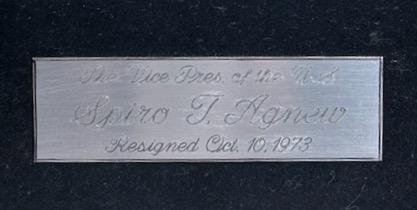 The Vice Pres. of the U.S.
Spiro T. Agnew
Resigned Oct. 10, 1973